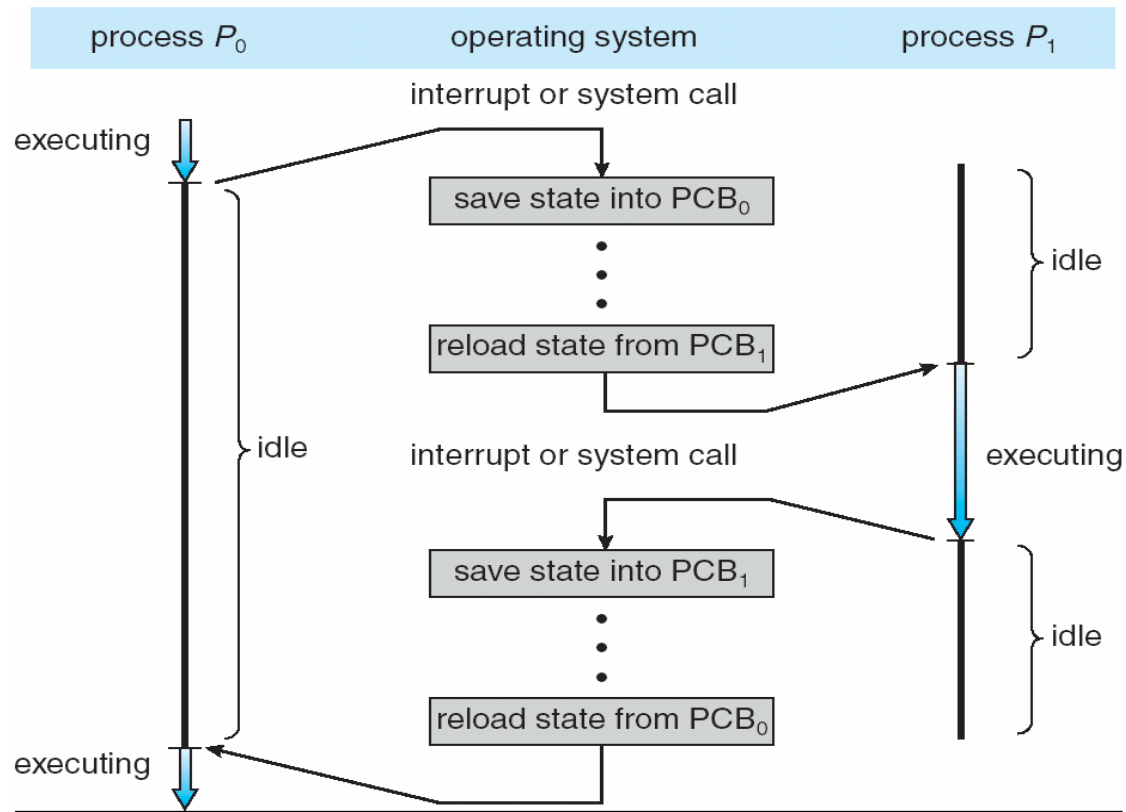 process P₀ operating system process P₁
interrupt or system call
executing
save state into PCB₀
idle
reload state from PCB₁
idle
interrupt or system call
executing
save state into PCB₁
idle
reload state from PCB₀
executing